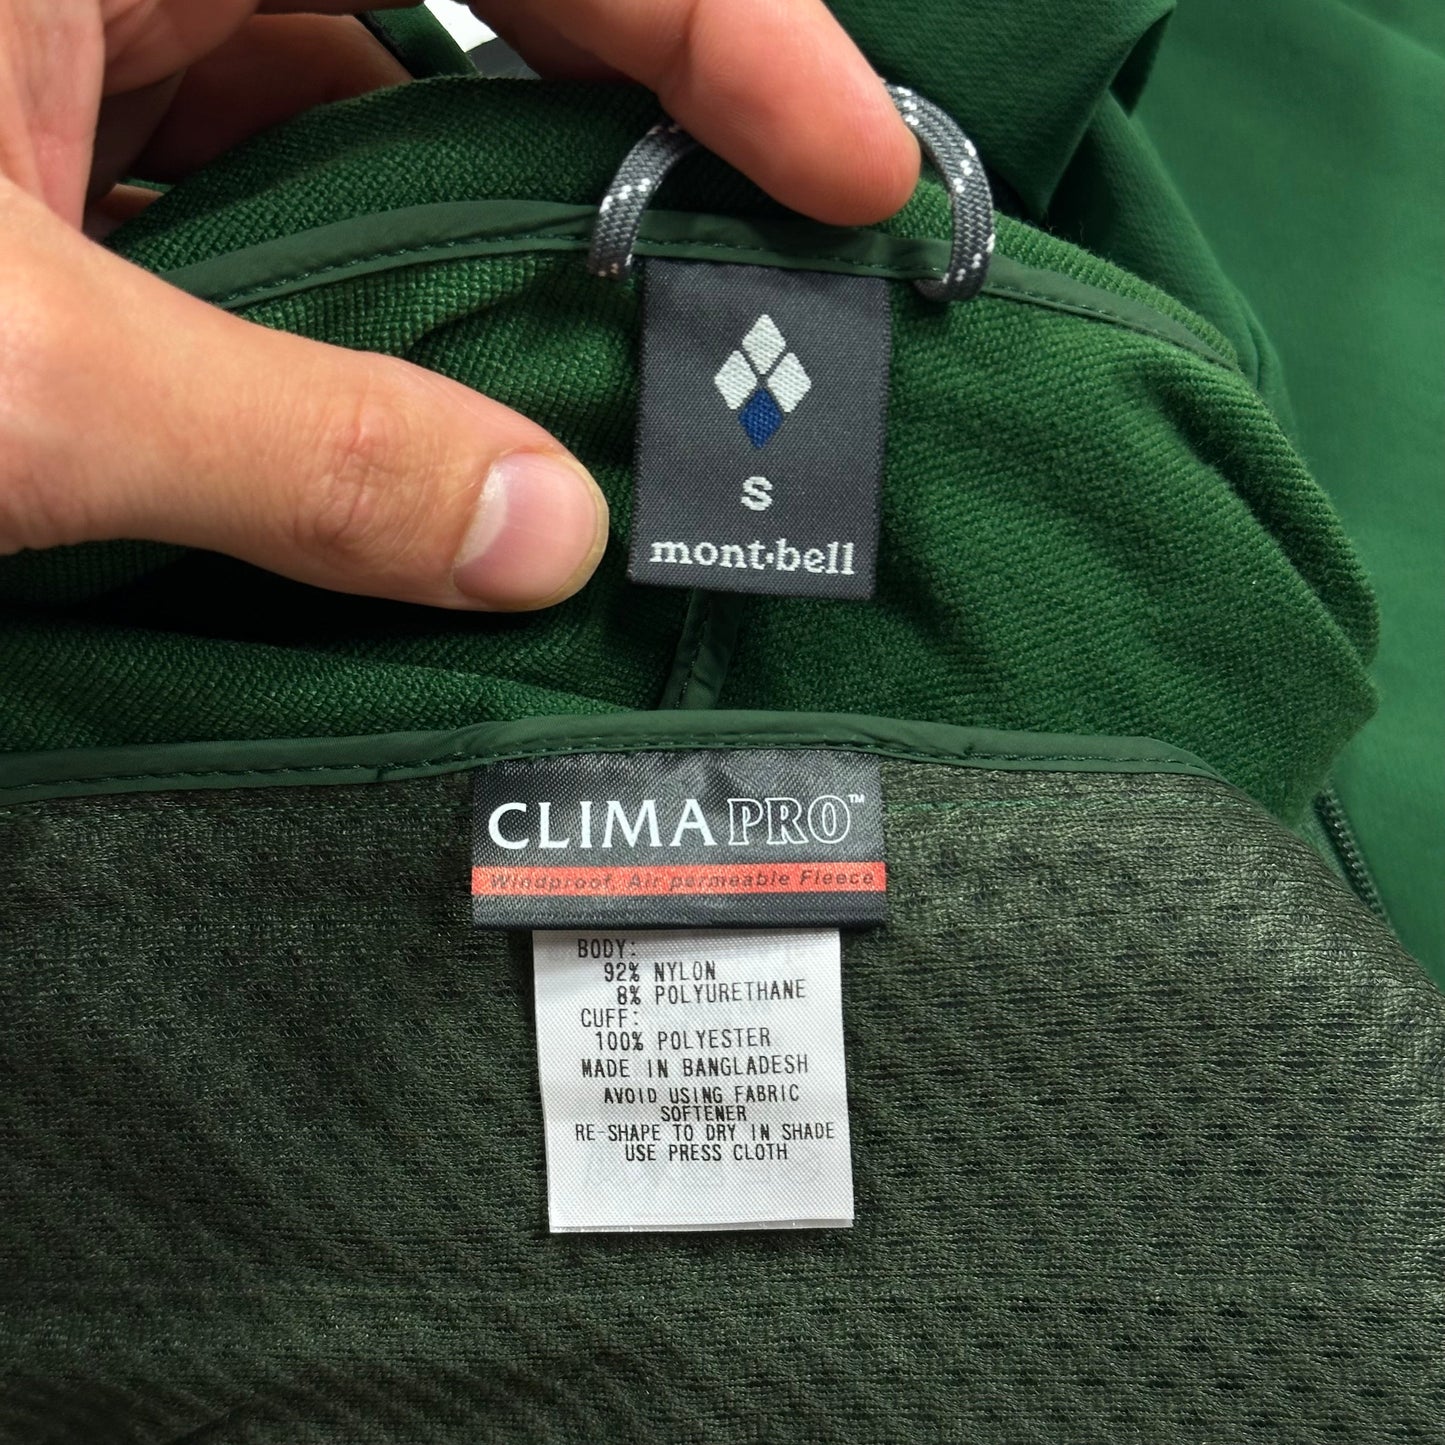 S
mont·bell
CLIMAPRO™
Windproof, Air permeable Fleece
BODY:
92% NYLON
8% POLYURETHANE
CUFF:
100% POLYESTER
MADE IN BANGLADESH
AVOID USING FABRIC
SOFTENER
RE-SHAPE TO DRY IN SHADE
USE PRESS CLOTH